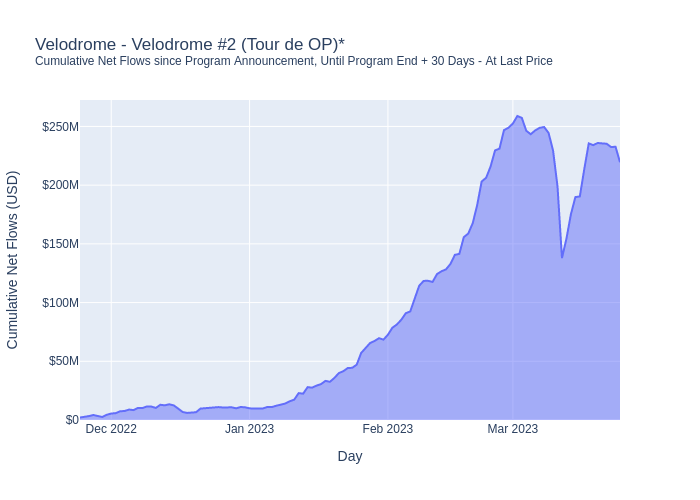 Velodrome - Velodrome #2 (Tour de OP)*
Cumulative Net Flows since Program Announcement, Until Program End + 30 Days - At Last Price
Cumulative Net Flows (USD)
$250M
$200M
$150M
$100M
$50M
$0
Dec 2022
Jan 2023
Feb 2023
Mar 2023
Day